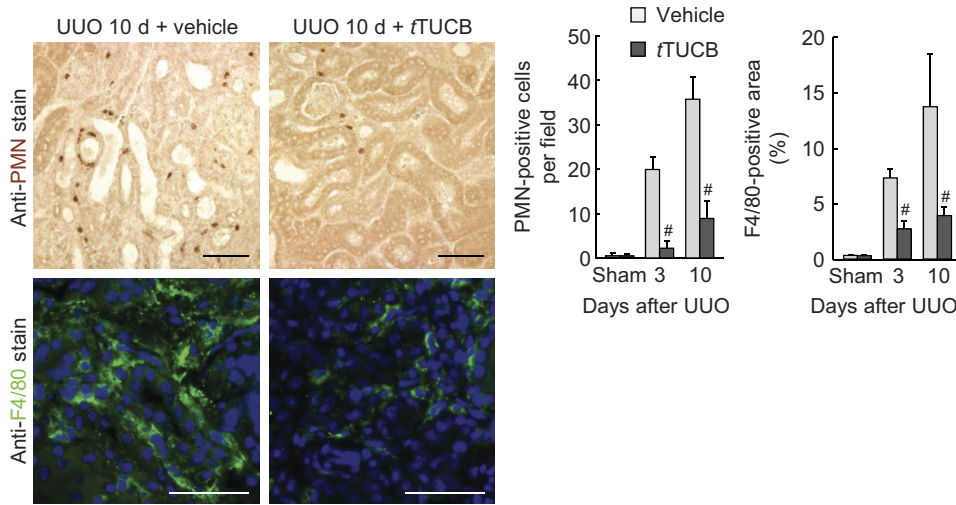 UUO 10 d + vehicle
UUO 10 d + tTUCB
Anti-PMN stain
Anti-F4/80 stain
Vehicle
tTUCB
PMN-positive cells
per field
50
40
30
20
10
0
#
#
Sham 3 10
Days after UUO
F4/80-positive area
(%)
20
15
10
5
0
#
#
Sham 3 10
Days after UUO